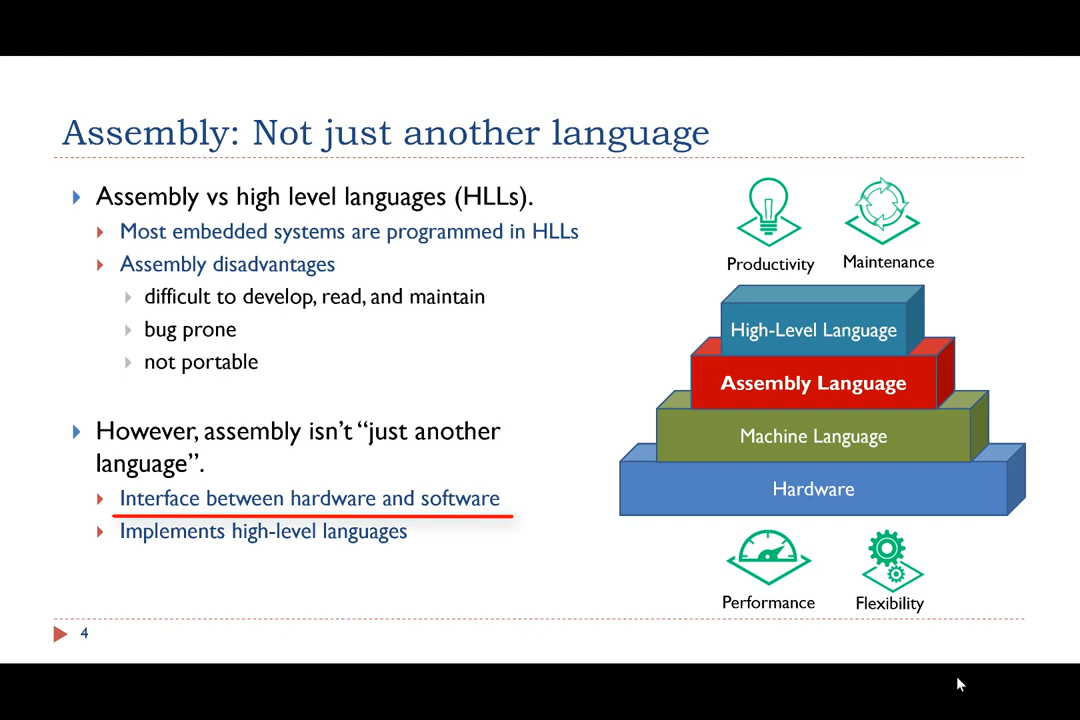 Assembly: Not just another language
Assembly vs high level languages (HLLs).
Most embedded systems are programmed in HLLs
Assembly disadvantages
difficult to develop, read, and maintain
bug prone
not portable
However, assembly isn’t “just another
language”.
Interface between hardware and software
Implements high-level languages
Productivity
Maintenance
High-Level Language
Assembly Language
Machine Language
Hardware
Performance
Flexibility
4